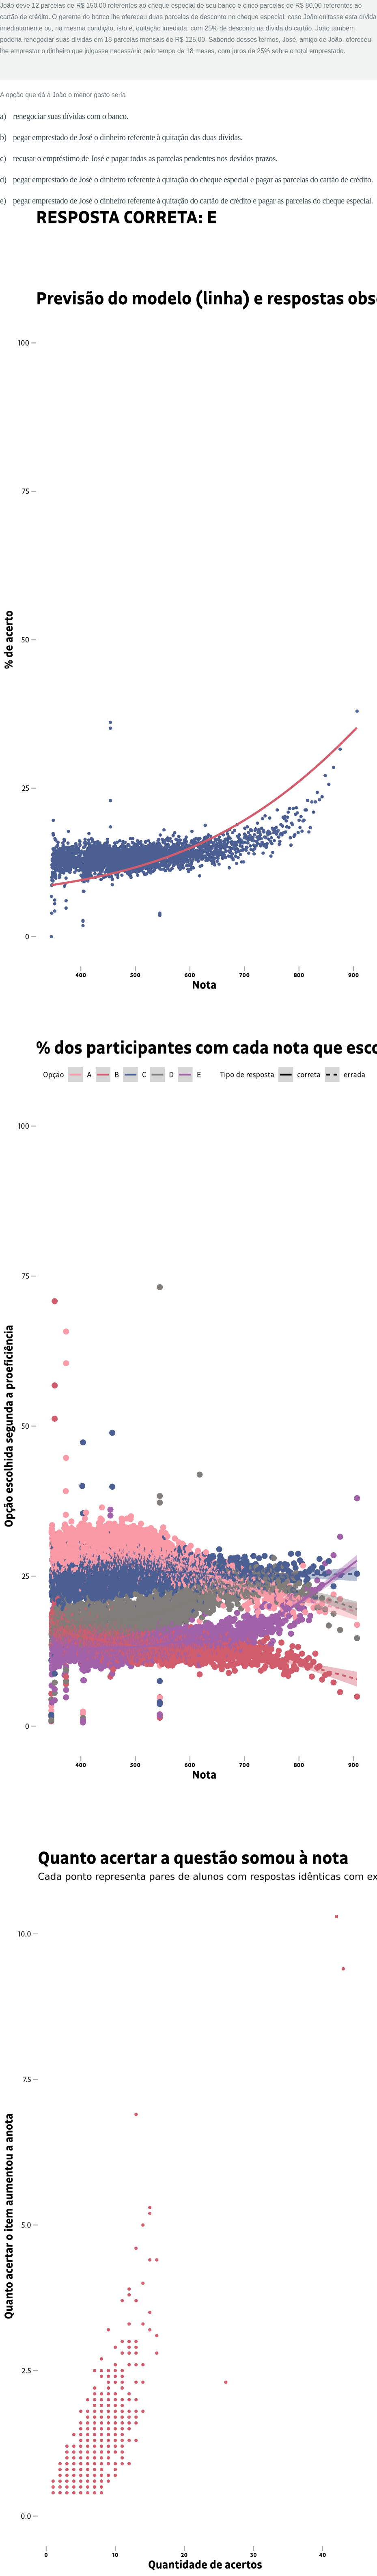 João deve 12 parcelas de R$ 150,00 referentes ao cheque especial de seu banco e cinco parcelas de R$ 80,00 referentes ao
cartão de crédito. O gerente do banco lhe ofereceu duas parcelas de desconto no cheque especial, caso João quitasse esta dívida
imediatamente ou, na mesma condição, isto é, quitação imediata, com 25% de desconto na dívida do cartão. João também
poderia renegociar suas dívidas em 18 parcelas mensais de R$ 125,00. Sabendo desses termos, José, amigo de João, ofereceu-
lhe emprestar o dinheiro que julgasse necessário pelo tempo de 18 meses, com juros de 25% sobre o total emprestado.
A opção que dá a João o menor gasto seria
a) renegociar suas dívidas com o banco.
b) pegar emprestado de José o dinheiro referente à quitação das duas dívidas.
c) recusar o empréstimo de José e pagar todas as parcelas pendentes nos devidos prazos.
d) pegar emprestado de José o dinheiro referente à quitação do cheque especial e pagar as parcelas do cartão de crédito.
e) pegar emprestado de José o dinheiro referente à quitação do cartão de crédito e pagar as parcelas do cheque especial.
RESPOSTA CORRETA: E
Previsão do modelo (linha) e respostas obs
100
75
50
25
0
% de acerto
400 500 600 700 800 900
Nota
% dos participantes com cada nota que esco
Opção A B C D E Tipo de resposta correta errada
100
75
50
25
0
Opção escolhida segunda a proeficiência
400 500 600 700 800 900
Nota
Quanto acertar a questão somou à nota
Cada ponto representa pares de alunos com respostas idênticas com ex
10.0
7.5
5.0
2.5
0.0
Quanto acertar o item aumentou a anota
0 10 20 30 40
Quantidade de acertos